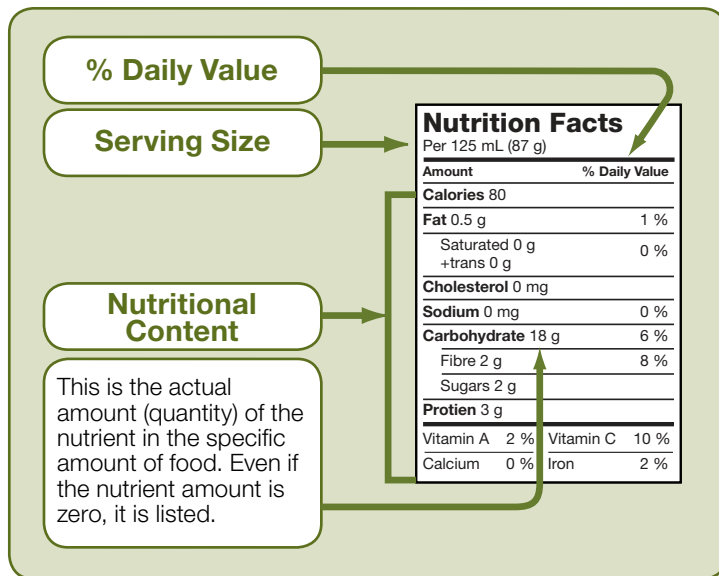 % Daily Value
Serving Size
Nutritional
Content
This is the actual
amount (quantity) of the
nutrient in the specific
amount of food. Even if
the nutrient amount is
zero, it is listed.
Nutrition Facts
Per 125 mL (87 g)
Amount % Daily Value
Calories 80
Fat 0.5 g 1 %
Saturated 0 g 0 %
+trans 0 g
Cholesterol 0 mg
Sodium 0 mg 0 %
Carbohydrate 18 g 6 %
Fibre 2 g 8 %
Sugars 2 g
Protien 3 g
Vitamin A 2 % Vitamin C 10 %
Calcium 0 % Iron 2 %